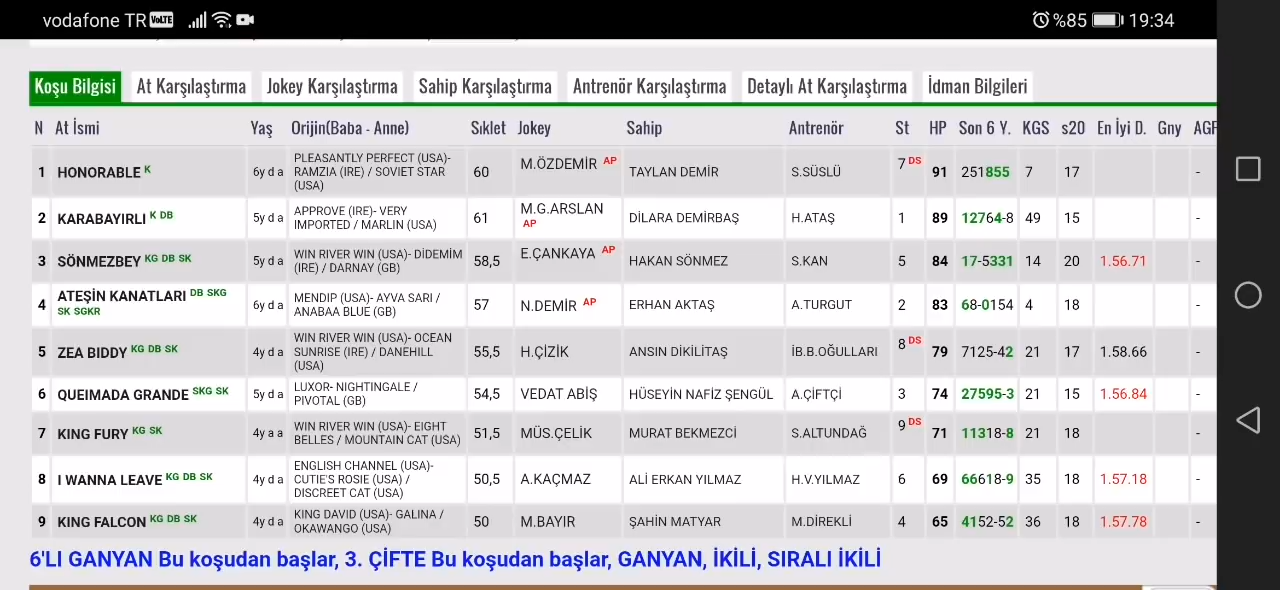 vodafone TR VoLTE %85 19:34
Koşu Bilgisi At Karşılaştırma Jokey Karşılaştırma Sahip Karşılaştırma Antrenör Karşılaştırma Detaylı At Karşılaştırma İdman Bilgileri
N At İsmi Yaş Orijin(Baba - Anne) Sıklet Jokey Sahip Antrenör St HP Son 6 Y. KGS s20 En İyi D. Gny AGF
1 HONORABLE K 6y d a PLEASANTLY PERFECT (USA)- RAMZIA (IRE) / SOVIET STAR (USA) 60 M.ÖZDEMİR AP TAYLAN DEMİR S.SÜSLÜ 7 DS 91 251855 7 17 -
2 KARABAYIRLI K DB 5y d a APPROVE (IRE)- VERY IMPORTED / MARLIN (USA) 61 M.G.ARSLAN AP DİLARA DEMİRBAŞ H.ATAŞ 1 89 12764-8 49 15 -
3 SÖNMEZBEY KG DB SK 5y d a WIN RIVER WIN (USA)- DİDEMİM (IRE) / DARNAY (GB) 58,5 E.ÇANKAYA AP HAKAN SÖNMEZ S.KAN 5 84 17-5331 14 20 1.56.71 -
4 ATEŞİN KANATLARI DB SKG SK SGKR 6y d a MENDIP (USA)- AYVA SARI / ANABAA BLUE (GB) 57 N.DEMİR AP ERHAN AKTAŞ A.TURGUT 2 83 68-0154 4 18 -
5 ZEA BIDDY KG DB SK 4y d a WIN RIVER WIN (USA)- OCEAN SUNRISE (IRE) / DANEHILL (USA) 55,5 H.ÇİZİK ANSIN DİKİLİTAŞ İB.B.OĞULLARI 8 DS 79 7125-42 21 17 1.58.66 -
6 QUEIMADA GRANDE SKG SK 5y d a LUXOR- NIGHTINGALE / PIVOTAL (GB) 54,5 VEDAT ABİŞ HÜSEYİN NAFİZ ŞENGÜL A.ÇİFTÇİ 3 74 27595-3 21 15 1.56.84 -
7 KING FURY KG SK 4y a a WIN RIVER WIN (USA)- EIGHT BELLES / MOUNTAIN CAT (USA) 51,5 MÜS.ÇELİK MURAT BEKMEZCİ S.ALTUNDAĞ 9 DS 71 11318-8 21 18 -
8 I WANNA LEAVE KG DB SK 4y d a ENGLISH CHANNEL (USA)- CUTIE'S ROSIE (USA) / DISCREET CAT (USA) 50,5 A.KAÇMAZ ALİ ERKAN YILMAZ H.V.YILMAZ 6 69 66618-9 35 18 1.57.18 -
9 KING FALCON KG DB SK 4y d a KING DAVID (USA)- GALINA / OKAWANGO (USA) 50 M.BAYIR ŞAHİN MATYAR M.DİREKLİ 4 65 4152-52 36 18 1.57.78 -
6'LI GANYAN Bu koşudan başlar, 3. ÇİFTE Bu koşudan başlar, GANYAN, İKİLİ, SIRALI İKİLİ